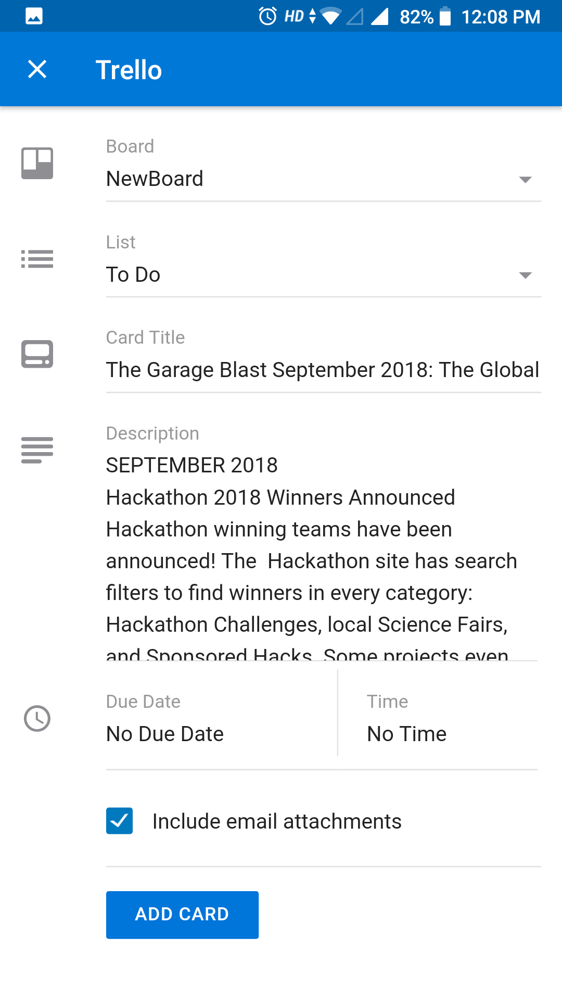 HD 82% 12:08 PM
Trello
Board
NewBoard
List
To Do
Card Title
The Garage Blast September 2018: The Global
Description
SEPTEMBER 2018
Hackathon 2018 Winners Announced
Hackathon winning teams have been
announced! The  Hackathon site has search
filters to find winners in every category:
Hackathon Challenges, local Science Fairs,
and Sponsored Hacks. Some projects even
Due Date Time
No Due Date No Time
Include email attachments
ADD CARD